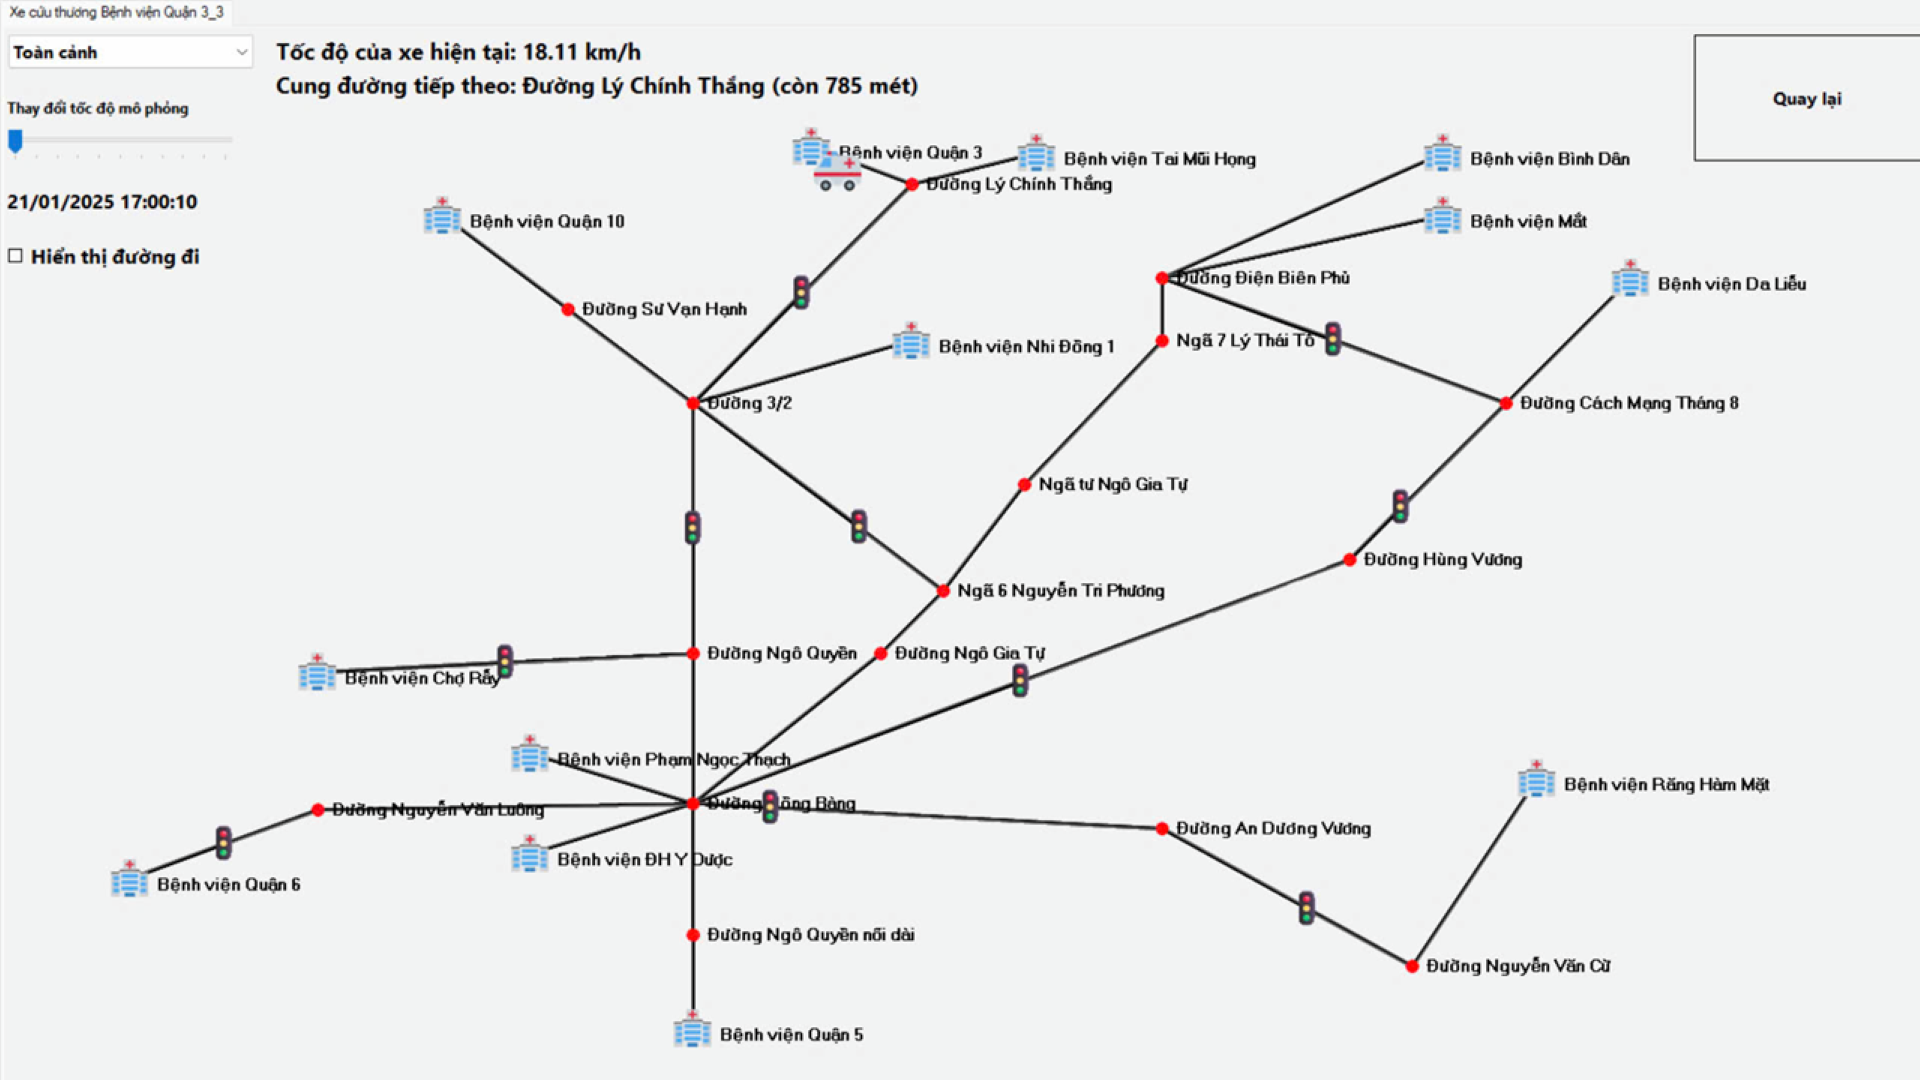 Xe cứu thương Bệnh viện Quận 3_3
Toàn cảnh
Tốc độ của xe hiện tại: 18.11 km/h
Cung đường tiếp theo: Đường Lý Chính Thắng (còn 785 mét)
Quay lại
Thay đổi tốc độ mô phỏng
21/01/2025 17:00:10
Hiển thị đường đi
Bệnh viện Quận 3
Bệnh viện Tai Mũi Họng
Bệnh viện Bình Dân
Đường Lý Chính Thắng
Bệnh viện Quận 10
Bệnh viện Mắt
Đường Điện Biên Phủ
Bệnh viện Da Liễu
Đường Sư Vạn Hạnh
Bệnh viện Nhi Đồng 1
Ngã 7 Lý Thái Tổ
Đường 3/2
Đường Cách Mạng Tháng 8
Ngã tư Ngô Gia Tự
Đường Hùng Vương
Ngã 6 Nguyễn Tri Phương
Đường Ngô Quyền
Đường Ngô Gia Tự
Bệnh viện Chợ Rẫy
Bệnh viện Phạm Ngọc Thạch
Bệnh viện Răng Hàm Mặt
Đường Nguyễn Văn Luông
Đường Hồng Bàng
Đường An Dương Vương
Bệnh viện ĐH Y Dược
Bệnh viện Quận 6
Đường Ngô Quyền nối dài
Đường Nguyễn Văn Cừ
Bệnh viện Quận 5